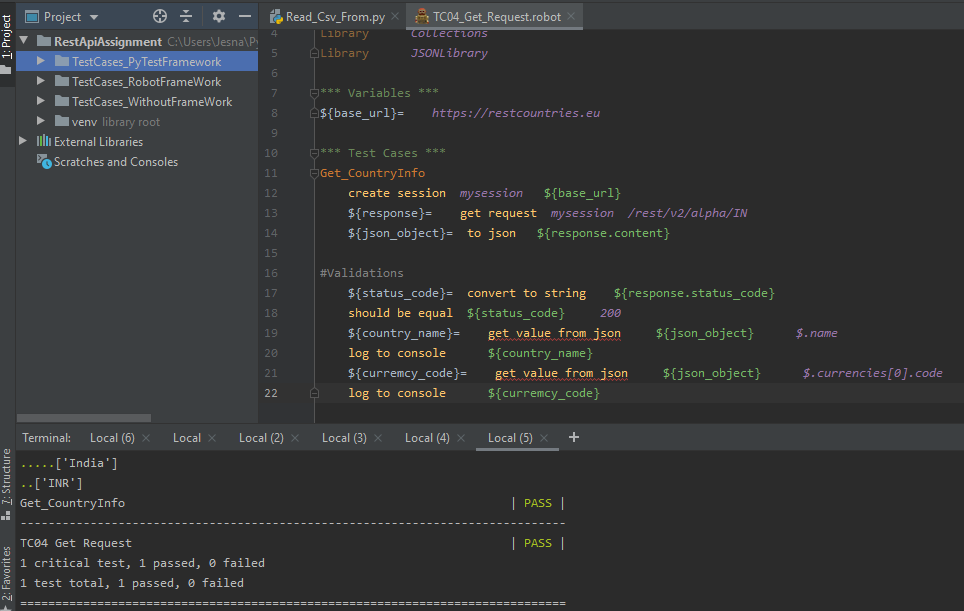 Project
Read_Csv_From.py
TC04_Get_Request.robot
1: Project
RestApiAssignment C:\Users\Jesna\Py
TestCases_PyTestFramework
TestCases_RobotFrameWork
TestCases_WithoutFrameWork
venv library root
External Libraries
Scratches and Consoles
4 Library Collections
5 Library JSONLibrary
6
7 *** Variables ***
8 ${base_url}= https://restcountries.eu
9
10 *** Test Cases ***
11 Get_CountryInfo
12 create session mysession ${base_url}
13 ${response}= get request mysession /rest/v2/alpha/IN
14 ${json_object}= to json ${response.content}
15
16 #Validations
17 ${status_code}= convert to string ${response.status_code}
18 should be equal ${status_code} 200
19 ${country_name}= get value from json ${json_object} $.name
20 log to console ${country_name}
21 ${curremcy_code}= get value from json ${json_object} $.currencies[0].code
22 log to console ${curremcy_code}
Terminal: Local (6) Local Local (2) Local (3) Local (4) Local (5)
.....['India']
..['INR']
Get_CountryInfo | PASS |
------------------------------------------------------------------------------
TC04 Get Request | PASS |
1 critical test, 1 passed, 0 failed
1 test total, 1 passed, 0 failed
==============================================================================
7: Structure
2: Favorites